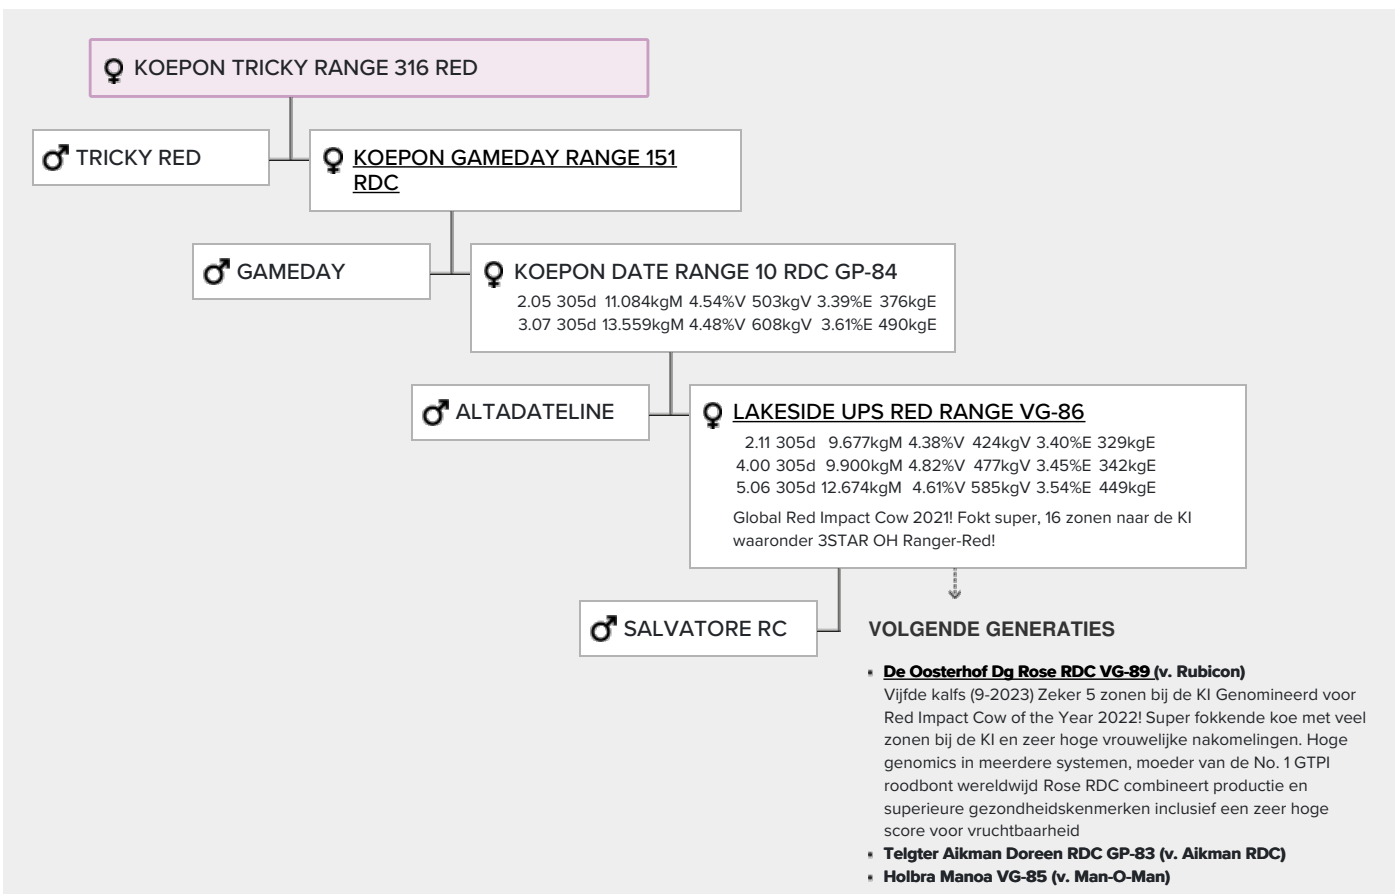 KOEPON TRICKY RANGE 316 RED
TRICKY RED
KOEPON GAMEDAY RANGE 151
RDC
GAMEDAY
KOEPON DATE RANGE 10 RDC GP-84
2.05 305d 11.084kgM 4.54%V 503kgV 3.39%E 376kgE
3.07 305d 13.559kgM 4.48%V 608kgV 3.61%E 490kgE
ALTADATELINE
LAKESIDE UPS RED RANGE VG-86
2.11 305d 9.677kgM 4.38%V 424kgV 3.40%E 329kgE
4.00 305d 9.900kgM 4.82%V 477kgV 3.45%E 342kgE
5.06 305d 12.674kgM 4.61%V 585kgV 3.54%E 449kgE
Global Red Impact Cow 2021! Fokt super, 16 zonen naar de KI
waaronder 3STAR OH Ranger-Red!
SALVATORE RC
VOLGENDE GENERATIES
▪ De Oosterhof Dg Rose RDC VG-89 (v. Rubicon)
Vijfde kalfs (9-2023) Zeker 5 zonen bij de KI Genomineerd voor
Red Impact Cow of the Year 2022! Super fokkende koe met veel
zonen bij de KI en zeer hoge vrouwelijke nakomelingen. Hoge
genomics in meerdere systemen, moeder van de No. 1 GTPI
roodbont wereldwijd Rose RDC combineert productie en
superieure gezondheidskenmerken inclusief een zeer hoge
score voor vruchtbaarheid
▪ Telgter Aikman Doreen RDC GP-83 (v. Aikman RDC)
▪ Holbra Manoa VG-85 (v. Man-O-Man)